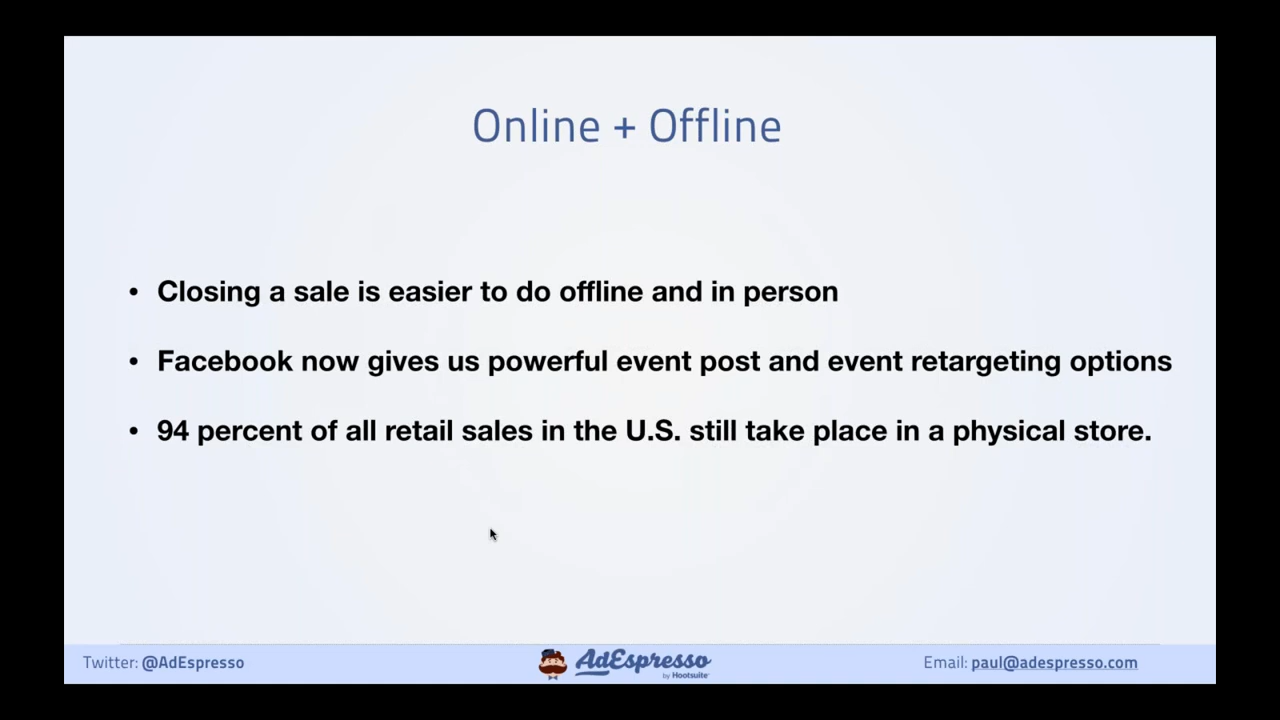 Online + Offline
• Closing a sale is easier to do offline and in person
• Facebook now gives us powerful event post and event retargeting options
• 94 percent of all retail sales in the U.S. still take place in a physical store.
Twitter: @AdEspresso
AdEspresso
by Hootsuite
Email: paul@adespresso.com